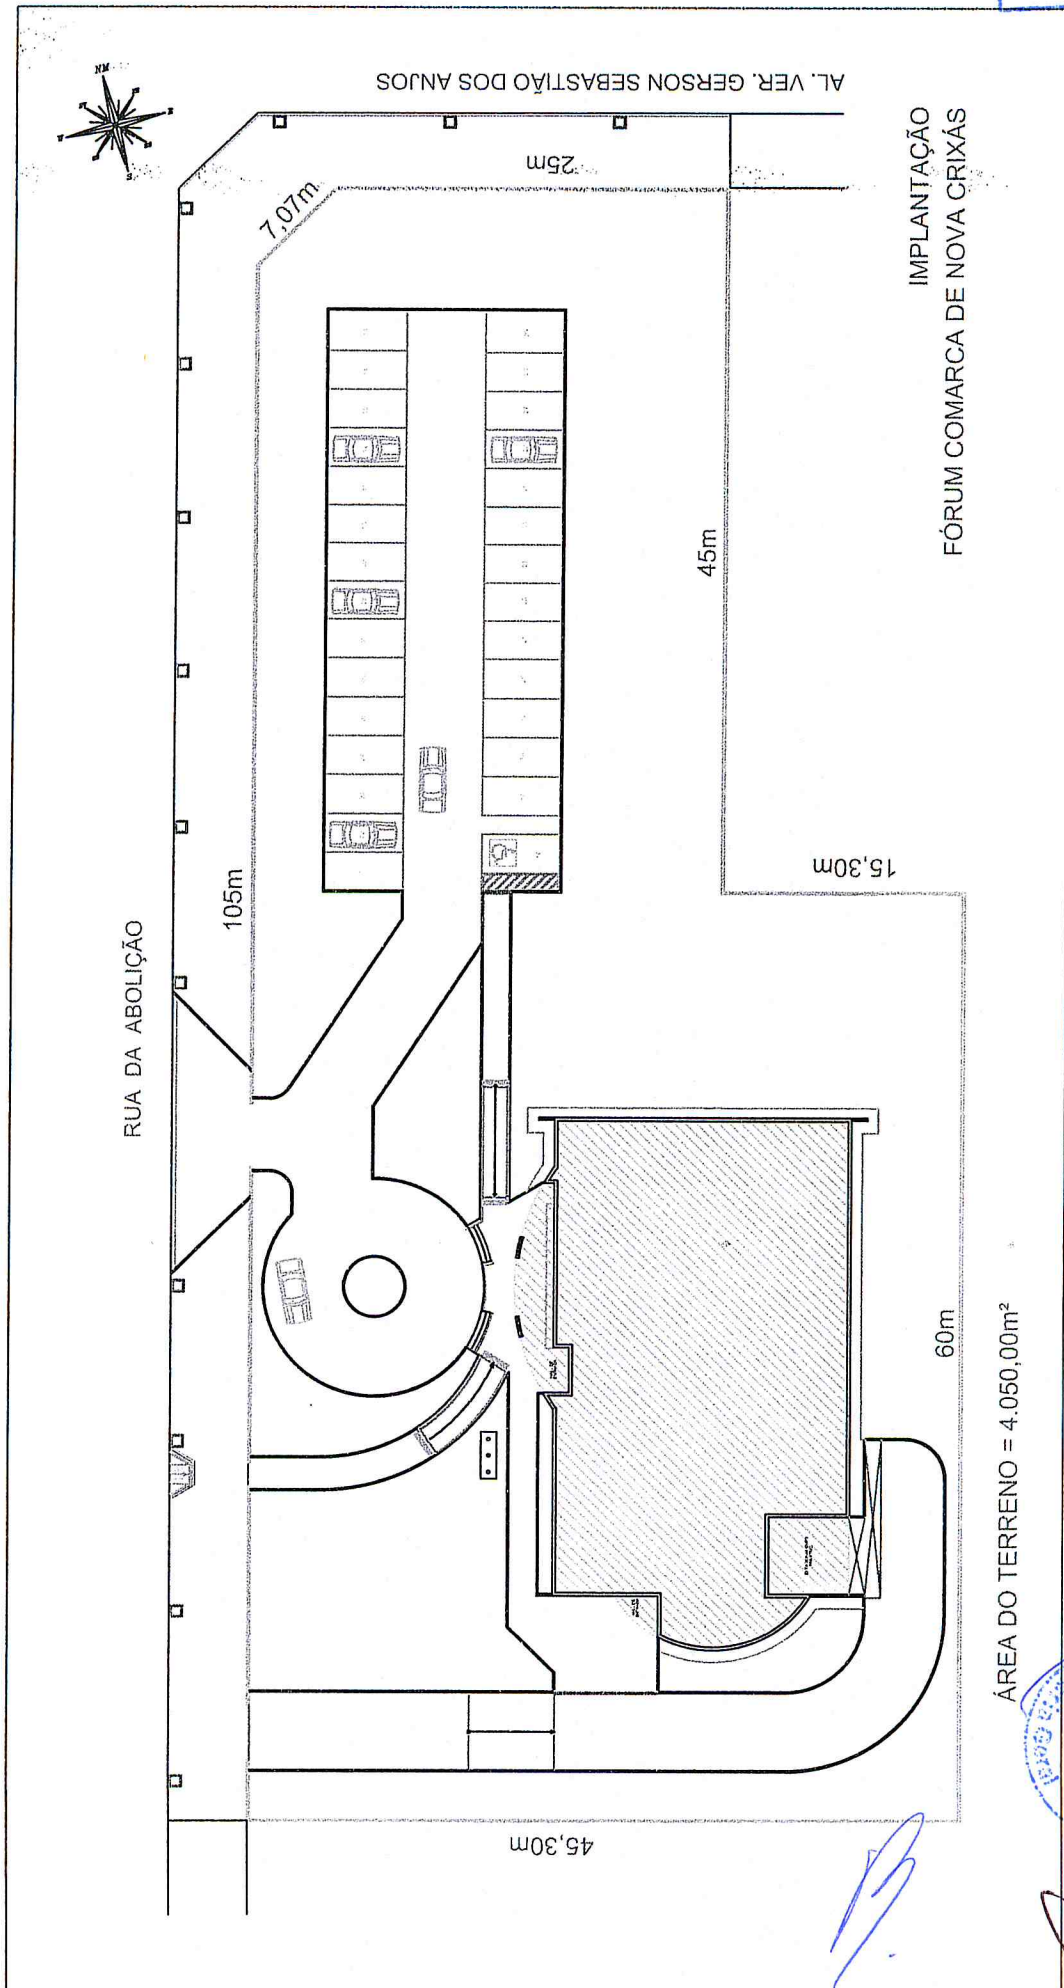 RUA DA ABOLIÇÃO
AL. VER. GERSON SEBASTIÃO DOS ANJOS
105m
7,07m
25m
45m
15,30m
60m
45,30m
ÁREA DO TERRENO = 4.050,00m²
IMPLANTAÇÃO
FÓRUM COMARCA DE NOVA CRIXÁS